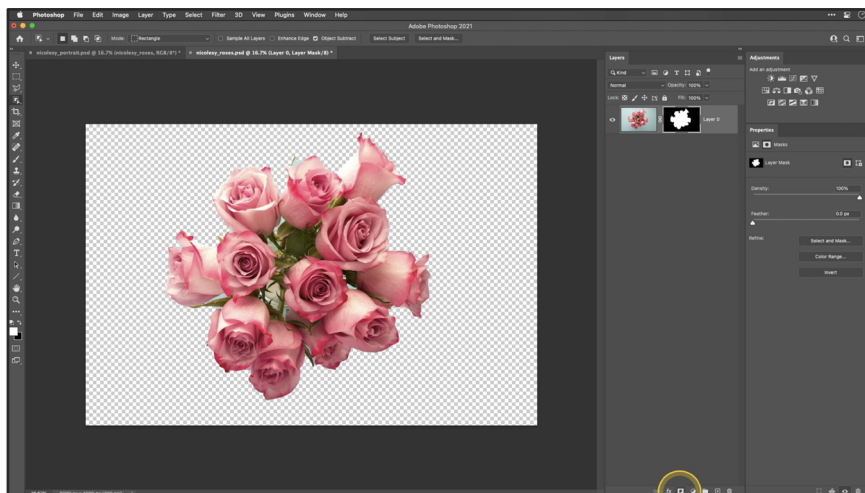 Photoshop File Edit Image Layer Type Select Filter 3D View Plugins Window Help
Adobe Photoshop 2021
Mode: Rectangle Sample All Layers Enhance Edge Object Subtract Select Subject Select and Mask...
× nicolesy_portrait.psd @ 16.7% (nicolesy_roses, RGB/8*) * × nicolesy_roses.psd @ 16.7% (Layer 0, Layer Mask/8) *
Layers
Kind
Normal Opacity: 100%
Lock: Fill: 100%
Layer 0
Adjustments
Add an adjustment
Properties
Masks
Layer Mask
Density: 100%
Feather: 0.0 px
Refine: Select and Mask...
Color Range...
Invert
fx